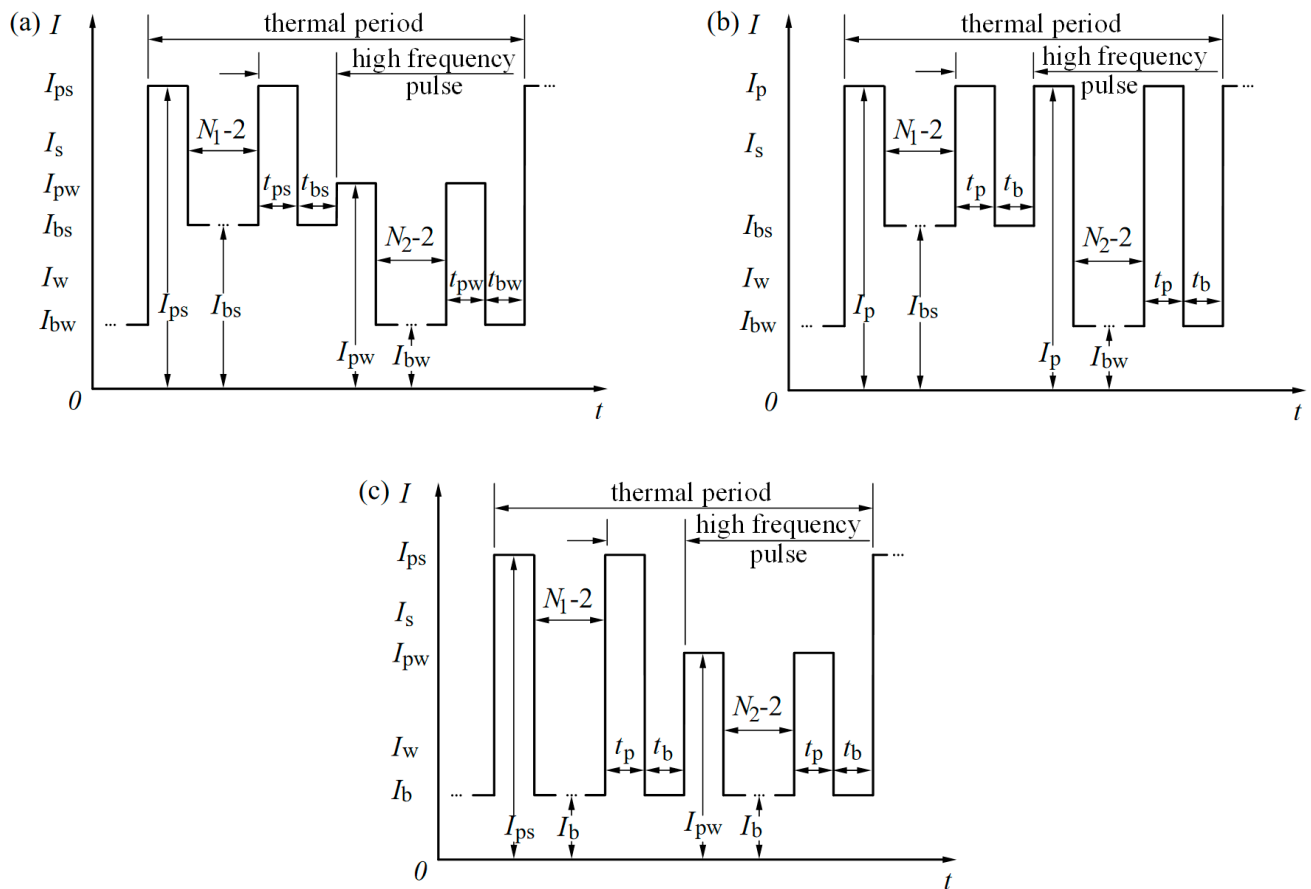 (a) I thermal period
high frequency
pulse
Ips
N1-2
Is
Ipw
tps tbs
Ibs
N2-2
Iw
tpw tbw
Ips Ibs
Ibw ...
Ipw Ibw
0 t
(b) I thermal period
high frequency
pulse
Ip
N1-2
Is
tp tb
Ibs
N2-2
Iw
tp tb
Ip Ibs
Ibw ...
Ip Ibw
0 t
(c) I thermal period
high frequency
pulse
Ips
N1-2
Is
Ipw
N2-2
Iw
tp tb tp tb
Ib ...
Ips Ib Ipw Ib
0 t